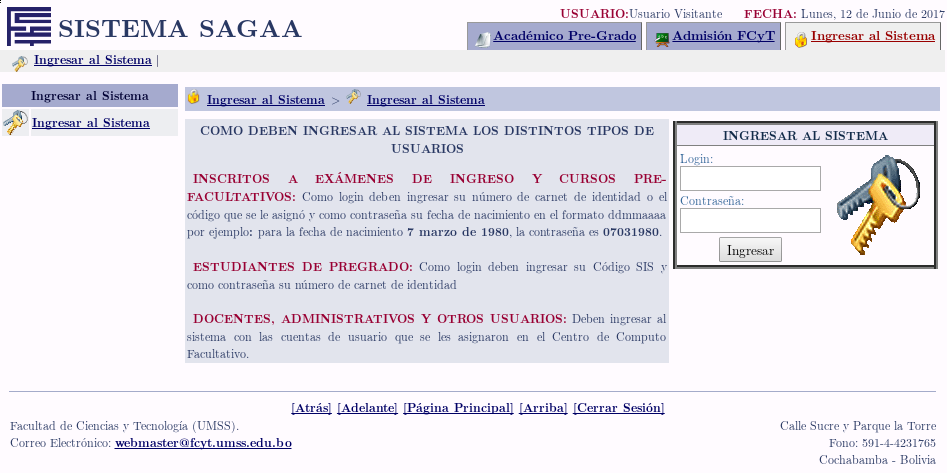 USUARIO:Usuario Visitante FECHA: Lunes, 12 de Junio de 2017
SISTEMA SAGAA
Académico Pre-Grado Admisión FCyT Ingresar al Sistema
Ingresar al Sistema |
Ingresar al Sistema
Ingresar al Sistema
Ingresar al Sistema > Ingresar al Sistema
COMO DEBEN INGRESAR AL SISTEMA LOS DISTINTOS TIPOS DE
USUARIOS
INSCRITOS A EXÁMENES DE INGRESO Y CURSOS PRE-
FACULTATIVOS: Como login deben ingresar su número de carnet de identidad o el
código que se le asignó y como contraseña su fecha de nacimiento en el formato ddmmaaaa
por ejemplo: para la fecha de nacimiento 7 marzo de 1980, la contraseña es 07031980.
ESTUDIANTES DE PREGRADO: Como login deben ingresar su Código SIS y
como contraseña su número de carnet de identidad
DOCENTES, ADMINISTRATIVOS Y OTROS USUARIOS: Deben ingresar al
sistema con las cuentas de usuario que se les asignaron en el Centro de Computo
Facultativo.
INGRESAR AL SISTEMA
Login:
Contraseña:
Ingresar
[Atrás] [Adelante] [Página Principal] [Arriba] [Cerrar Sesión]
Facultad de Ciencias y Tecnología (UMSS).
Correo Electrónico: webmaster@fcyt.umss.edu.bo
Calle Sucre y Parque la Torre
Fono: 591-4-4231765
Cochabamba - Bolivia